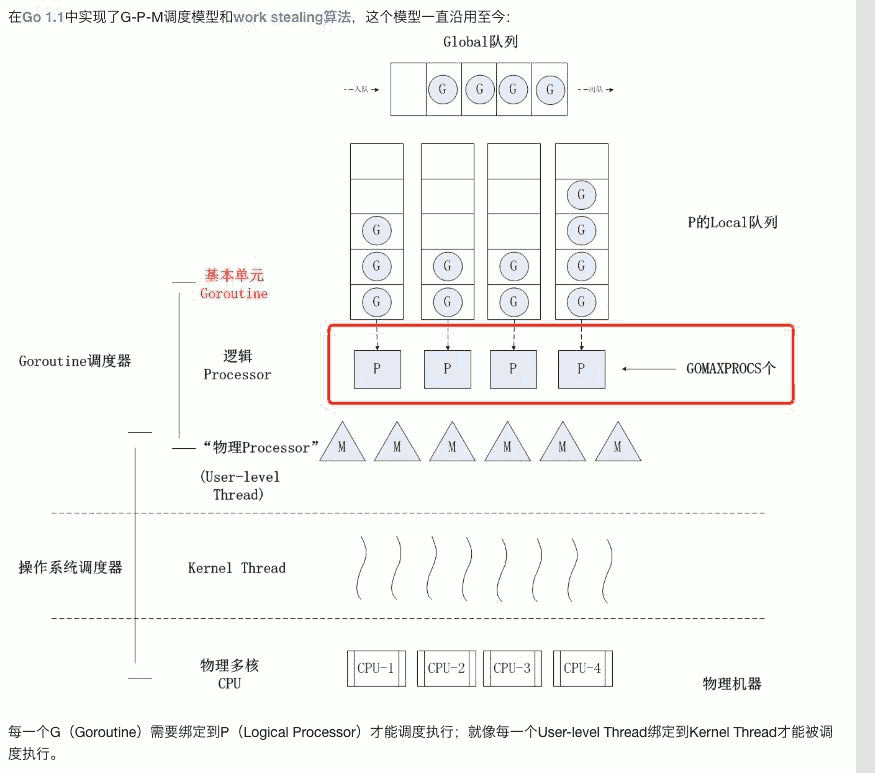 在Go 1.1中实现了G-P-M调度模型和work stealing算法，这个模型一直沿用至今：
Global队列
入队 G G G G 出队
P的Local队列
G
G G
G G G G
G G G G
基本单元
Goroutine
Goroutine调度器
逻辑
Processor
P P P P
GOMAXPROCS个
“物理Processor”
M M M M M M
(User-level
Thread)
操作系统调度器
Kernel Thread
物理多核
CPU
CPU-1 CPU-2 CPU-3 CPU-4
物理机器
每一个G（Goroutine）需要绑定到P（Logical Processor）才能调度执行；就像每一个User-level Thread绑定到Kernel Thread才能被调
度执行。